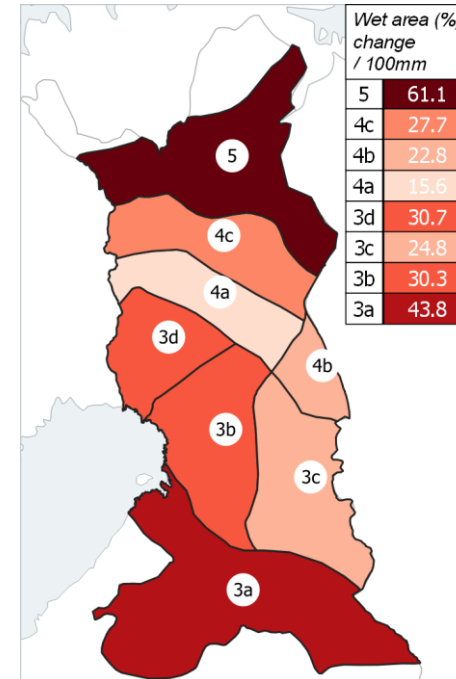 Wet area (%)
change
/ 100mm
5 61.1
4c 27.7
4b 22.8
4a 15.6
3d 30.7
3c 24.8
3b 30.3
3a 43.8
5
4c
4a
3d
4b
3b
3c
3a